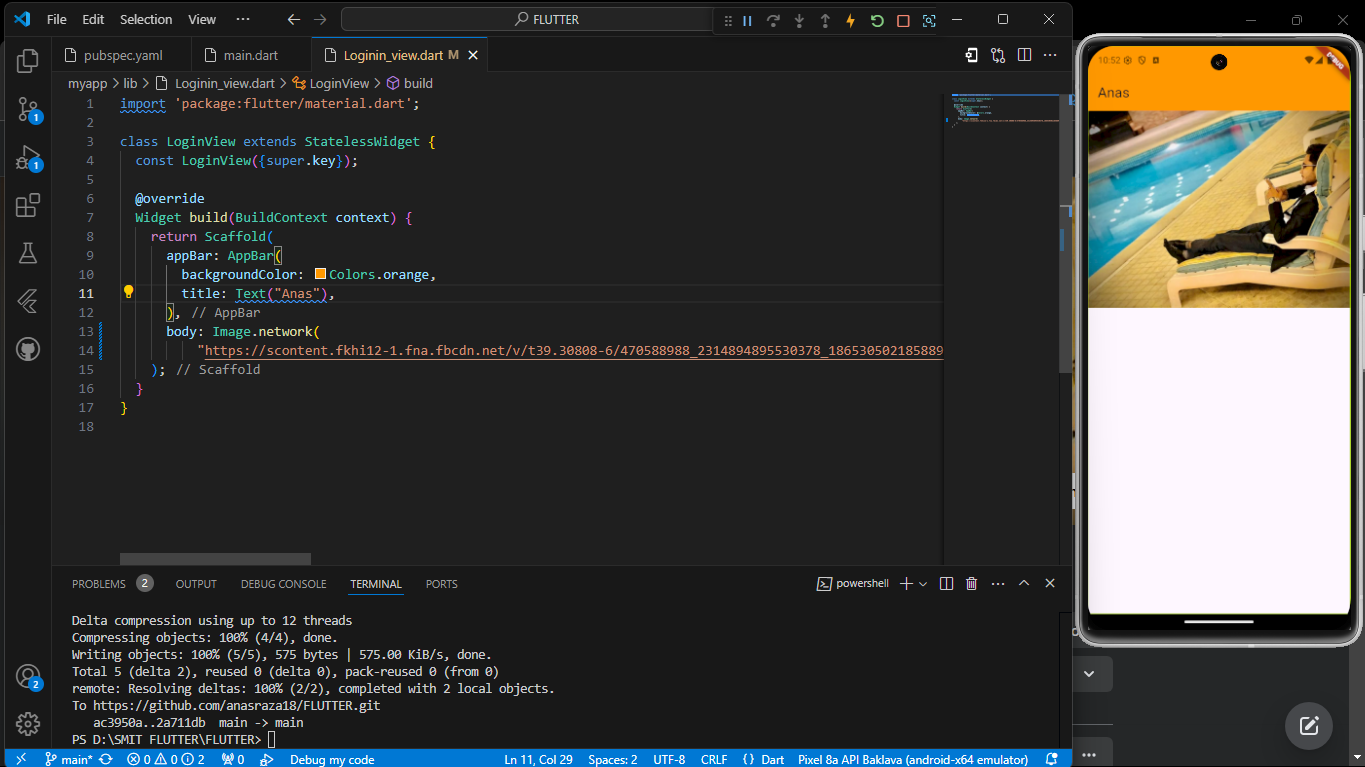 File Edit Selection View ··· FLUTTER
pubspec.yaml main.dart Loginin_view.dart M
myapp > lib > Loginin_view.dart > LoginView > build
1 import 'package:flutter/material.dart';
2
3 class LoginView extends StatelessWidget {
4 const LoginView({super.key});
5
6 @override
7 Widget build(BuildContext context) {
8 return Scaffold(
9 appBar: AppBar(
10 backgroundColor: Colors.orange,
11 title: Text("Anas"),
12 ), // AppBar
13 body: Image.network(
14 "https://scontent.fkhi12-1.fna.fbcdn.net/v/t39.30808-6/470588988_2314894895530378_186530502185889
15 ); // Scaffold
16 }
17 }
18
1
1
2
PROBLEMS 2 OUTPUT DEBUG CONSOLE TERMINAL PORTS powershell
Delta compression using up to 12 threads
Compressing objects: 100% (4/4), done.
Writing objects: 100% (5/5), 575 bytes | 575.00 KiB/s, done.
Total 5 (delta 2), reused 0 (delta 0), pack-reused 0 (from 0)
remote: Resolving deltas: 100% (2/2), completed with 2 local objects.
To https://github.com/anasraza18/FLUTTER.git
ac3950a..2a711db main -> main
PS D:\SMIT FLUTTER\FLUTTER>
main* 0 0 2 0 Debug my code Ln 11, Col 29 Spaces: 2 UTF-8 CRLF {} Dart Pixel 8a API Baklava (android-x64 emulator)
10:52
DEBUG
Anas